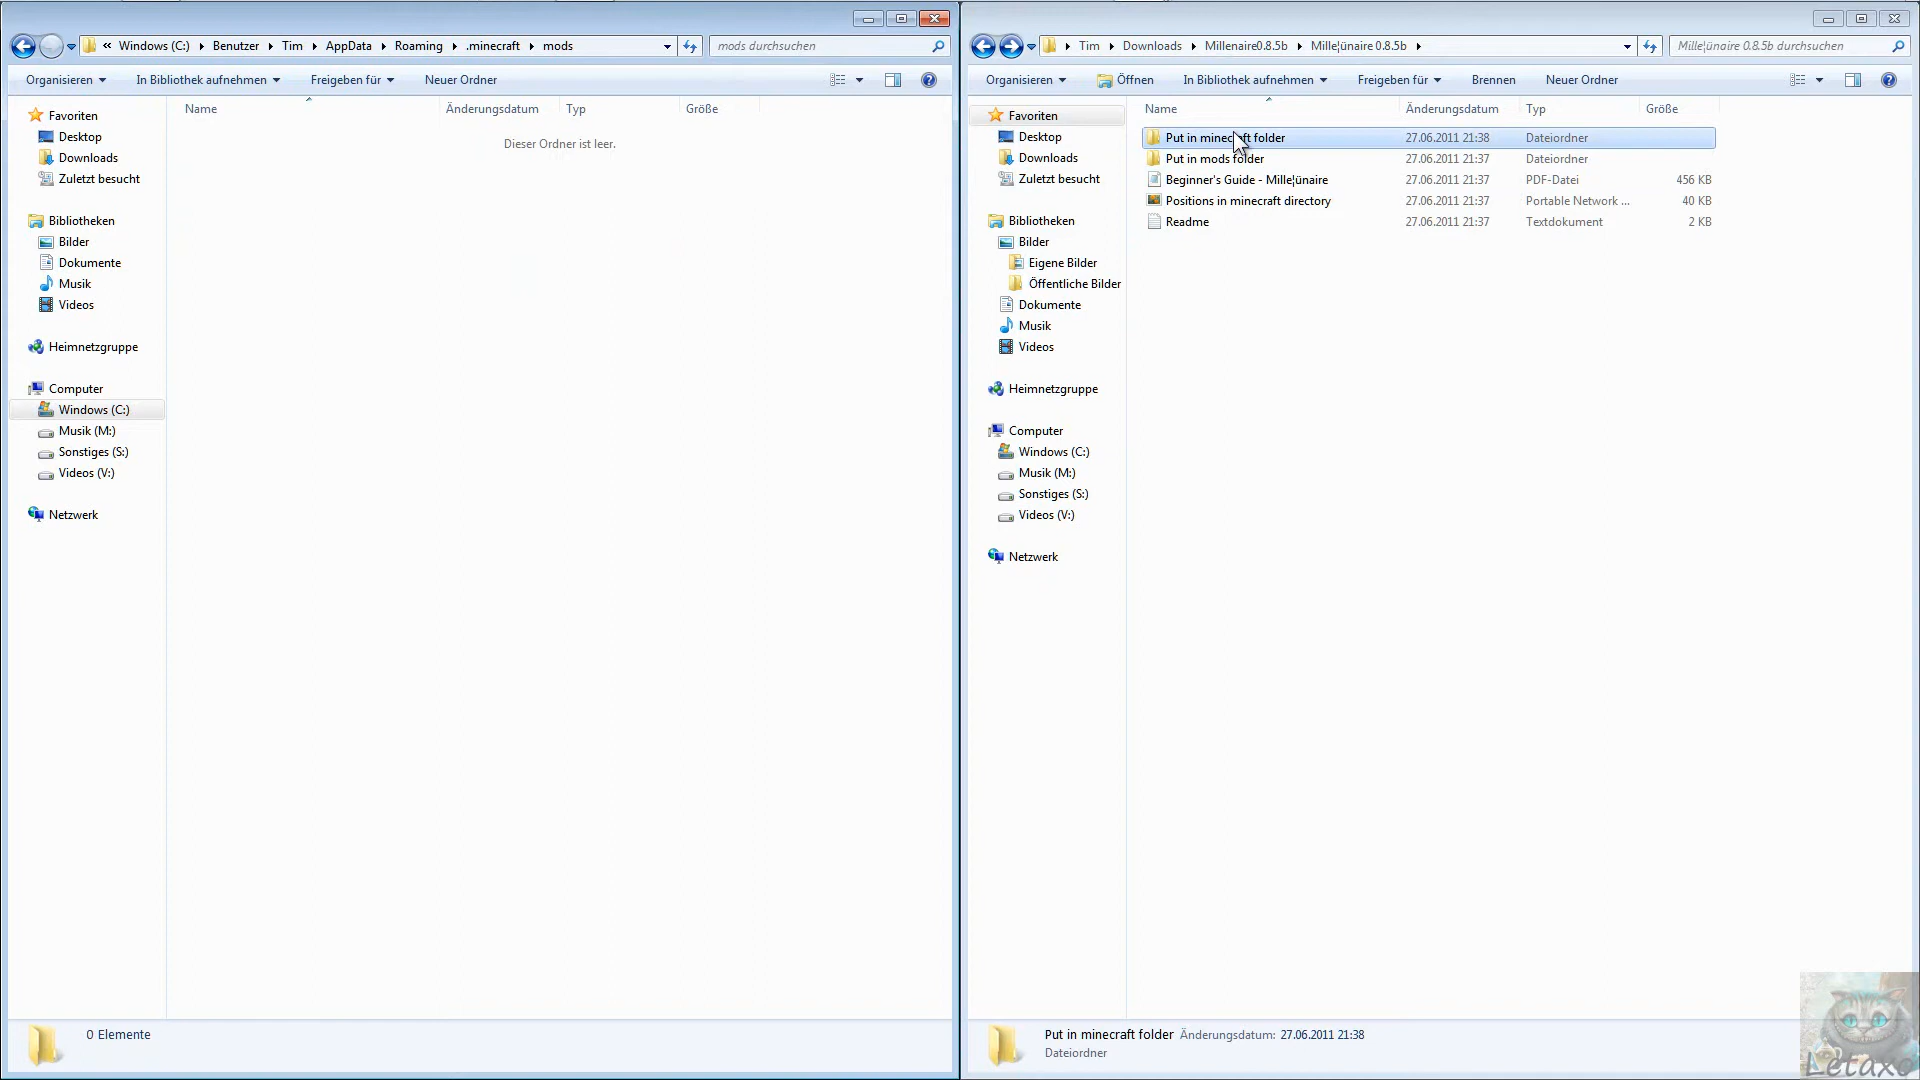 Windows (C:) Benutzer Tim AppData Roaming .minecraft mods
mods durchsuchen
Organisieren In Bibliothek aufnehmen Freigeben für Neuer Ordner
Name Änderungsdatum Typ Größe
Dieser Ordner ist leer.
Favoriten
Desktop
Downloads
Zuletzt besucht
Bibliotheken
Bilder
Dokumente
Musik
Videos
Heimnetzgruppe
Computer
Windows (C:)
Musik (M:)
Sonstiges (S:)
Videos (V:)
Netzwerk
0 Elemente
Tim Downloads Millenaire0.8.5b Mille¦ünaire 0.8.5b
Mille¦ünaire 0.8.5b durchsuchen
Organisieren Öffnen In Bibliothek aufnehmen Freigeben für Brennen Neuer Ordner
Name Änderungsdatum Typ Größe
Put in minecraft folder 27.06.2011 21:38 Dateiordner
Put in mods folder 27.06.2011 21:37 Dateiordner
Beginner's Guide - Mille¦ünaire 27.06.2011 21:37 PDF-Datei 456 KB
Positions in minecraft directory 27.06.2011 21:37 Portable Network ... 40 KB
Readme 27.06.2011 21:37 Textdokument 2 KB
Favoriten
Desktop
Downloads
Zuletzt besucht
Bibliotheken
Bilder
Eigene Bilder
Öffentliche Bilder
Dokumente
Musik
Videos
Heimnetzgruppe
Computer
Windows (C:)
Musik (M:)
Sonstiges (S:)
Videos (V:)
Netzwerk
Put in minecraft folder Änderungsdatum: 27.06.2011 21:38
Dateiordner
Letaxo